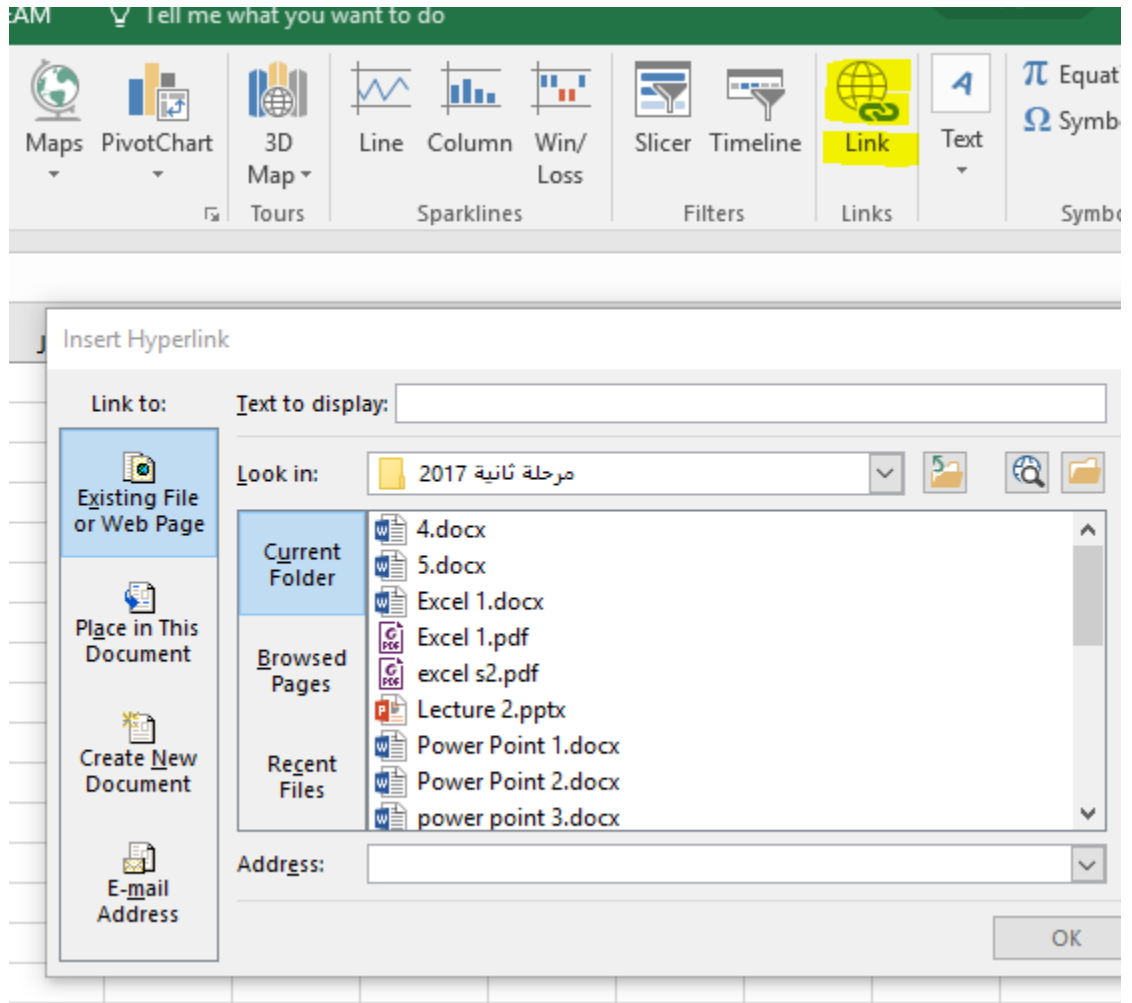 EAM Tell me what you want to do
Maps PivotChart 3D Map Line Column Win/ Loss Slicer Timeline Link Text π Equat
Ω Symb
Tours Sparklines Filters Links Symbo
J
Insert Hyperlink
Link to: Text to display:
Look in: مرحلة ثانية 2017
Existing File
or Web Page
Place in This
Document
Create New
Document
E-mail
Address
Current
Folder
Browsed
Pages
Recent
Files
4.docx
5.docx
Excel 1.docx
Excel 1.pdf
excel s2.pdf
Lecture 2.pptx
Power Point 1.docx
Power Point 2.docx
power point 3.docx
Address:
OK